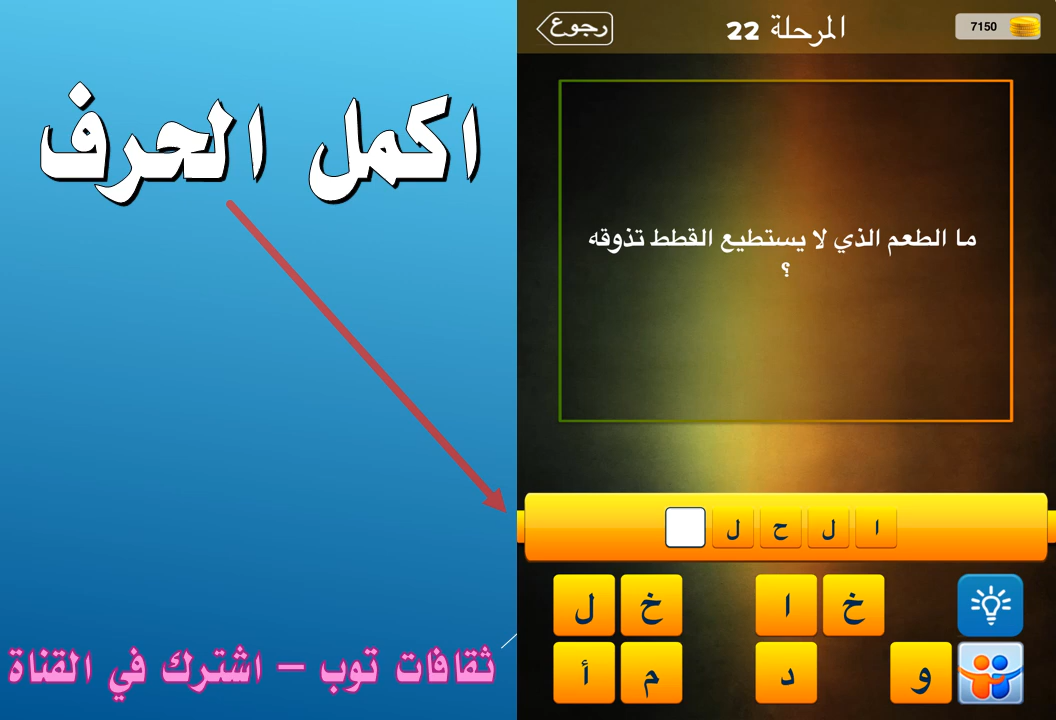 اكمل الحرف
ثقافات توب – اشترك في القناة
رجوع
المرحلة 22
7150
ما الطعم الذي لا يستطيع القطط تذوقه
؟
ا ل ح ل
خ ا خ ل
و د م أ